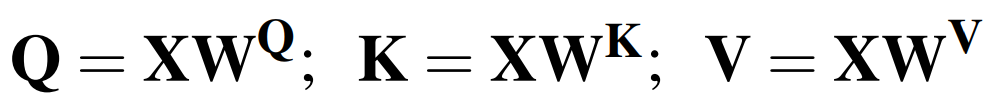 Q = XW^Q; K = XW^K; V = XW^V